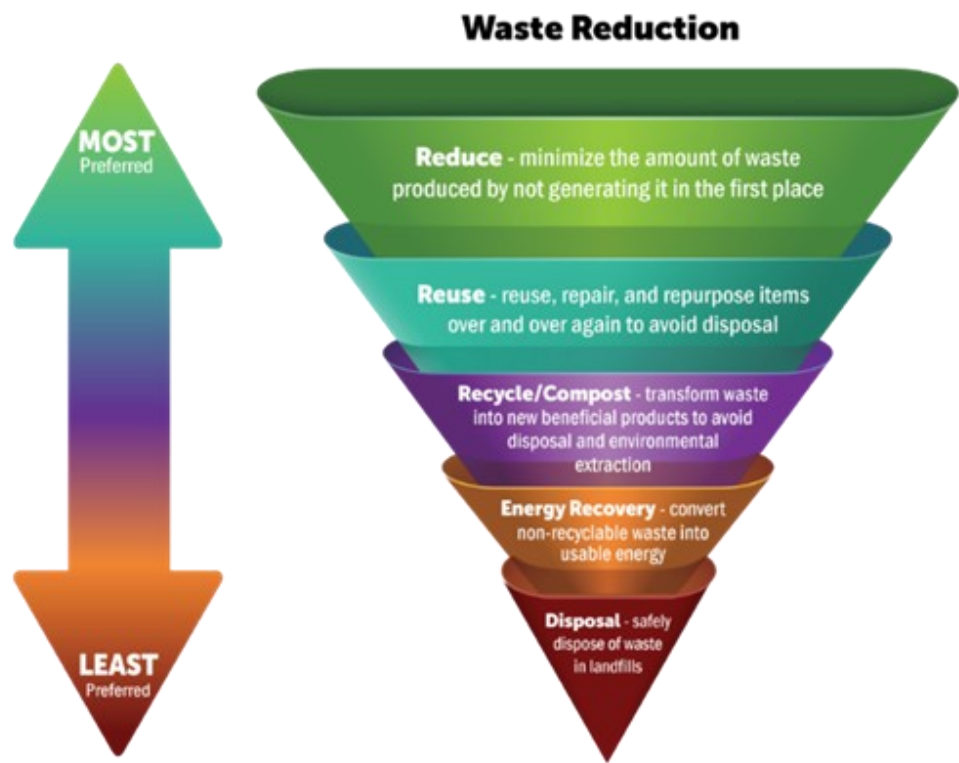 Waste Reduction
MOST
Preferred
Reduce - minimize the amount of waste
produced by not generating it in the first place
Reuse - reuse, repair, and repurpose items
over and over again to avoid disposal
Recycle/Compost - transform waste
into new beneficial products to avoid
disposal and environmental
extraction
Energy Recovery - convert
non-recyclable waste into
usable energy
Disposal - safely
dispose of waste
in landfills
LEAST
Preferred